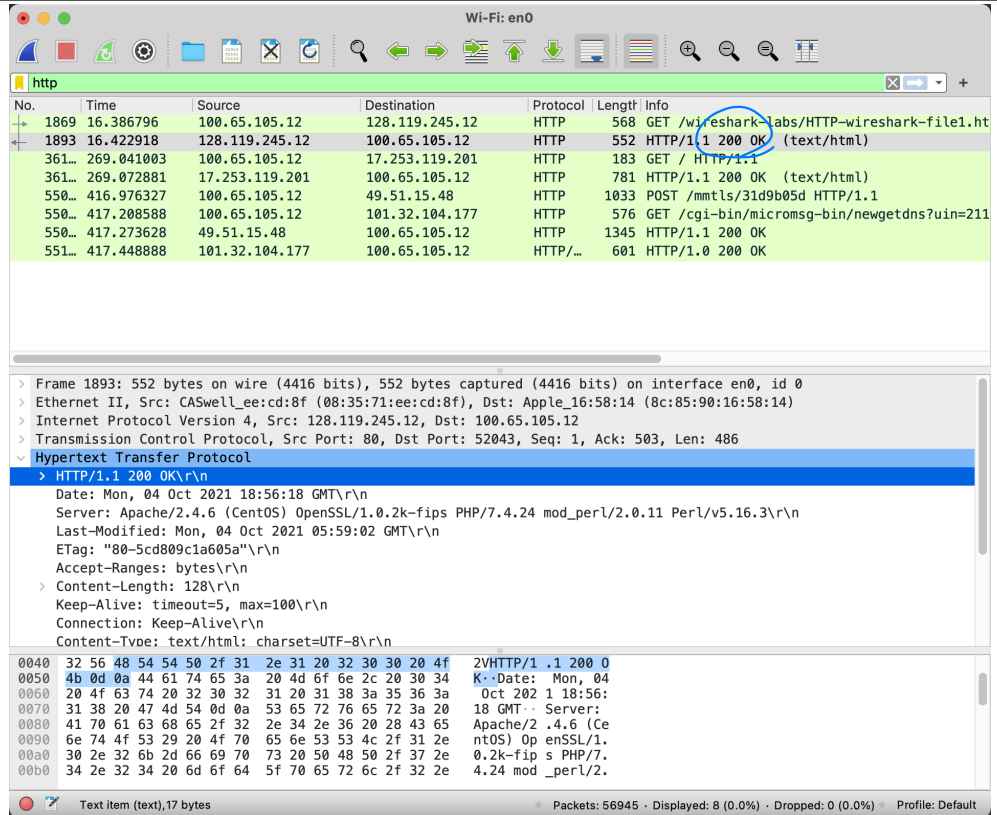 Wi-Fi: en0
http
No. Time Source Destination Protocol Length Info
1869 16.386796 100.65.105.12 128.119.245.12 HTTP 568 GET /wireshark-labs/HTTP-wireshark-file1.ht
1893 16.422918 128.119.245.12 100.65.105.12 HTTP 552 HTTP/1.1 200 OK (text/html)
361… 269.041003 100.65.105.12 17.253.119.201 HTTP 183 GET / HTTP/1.1
361… 269.072881 17.253.119.201 100.65.105.12 HTTP 781 HTTP/1.1 200 OK (text/html)
550… 416.976327 100.65.105.12 49.51.15.48 HTTP 1033 POST /mmtls/31d9b05d HTTP/1.1
550… 417.208588 100.65.105.12 101.32.104.177 HTTP 576 GET /cgi-bin/micromsg-bin/newgetdns?uin=211
550… 417.273628 49.51.15.48 100.65.105.12 HTTP 1345 HTTP/1.1 200 OK
551… 417.448888 101.32.104.177 100.65.105.12 HTTP/… 601 HTTP/1.0 200 OK
Frame 1893: 552 bytes on wire (4416 bits), 552 bytes captured (4416 bits) on interface en0, id 0
Ethernet II, Src: CASwell_ee:cd:8f (08:35:71:ee:cd:8f), Dst: Apple_16:58:14 (8c:85:90:16:58:14)
Internet Protocol Version 4, Src: 128.119.245.12, Dst: 100.65.105.12
Transmission Control Protocol, Src Port: 80, Dst Port: 52043, Seq: 1, Ack: 503, Len: 486
Hypertext Transfer Protocol
HTTP/1.1 200 OK\r\n
Date: Mon, 04 Oct 2021 18:56:18 GMT\r\n
Server: Apache/2.4.6 (CentOS) OpenSSL/1.0.2k-fips PHP/7.4.24 mod_perl/2.0.11 Perl/v5.16.3\r\n
Last-Modified: Mon, 04 Oct 2021 05:59:02 GMT\r\n
ETag: "80-5cd809c1a605a"\r\n
Accept-Ranges: bytes\r\n
Content-Length: 128\r\n
Keep-Alive: timeout=5, max=100\r\n
Connection: Keep-Alive\r\n
Content-Type: text/html; charset=UTF-8\r\n
0040 32 56 48 54 54 50 2f 31 2e 31 20 32 30 30 20 4f 2VHTTP/1 .1 200 O
0050 4b 0d 0a 44 61 74 65 3a 20 4d 6f 6e 2c 20 30 34 K··Date: Mon, 04
0060 20 4f 63 74 20 32 30 32 31 20 31 38 3a 35 36 3a Oct 202 1 18:56:
0070 31 38 20 47 4d 54 0d 0a 53 65 72 76 65 72 3a 20 18 GMT·· Server:
0080 41 70 61 63 68 65 2f 32 2e 34 2e 36 20 28 43 65 Apache/2 .4.6 (Ce
0090 6e 74 4f 53 29 20 4f 70 65 6e 53 53 4c 2f 31 2e ntOS) Op enSSL/1.
00a0 30 2e 32 6b 2d 66 69 70 73 20 50 48 50 2f 37 2e 0.2k-fip s PHP/7.
00b0 34 2e 32 34 20 6d 6f 64 5f 70 65 72 6c 2f 32 2e 4.24 mod _perl/2.
Text item (text),17 bytes Packets: 56945 · Displayed: 8 (0.0%) · Dropped: 0 (0.0%) Profile: Default